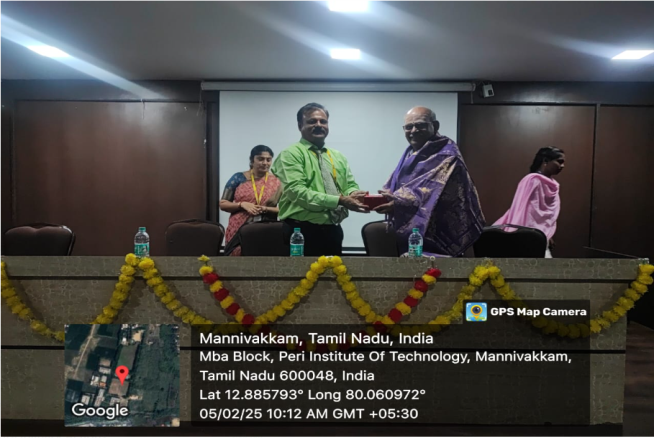 GPS Map Camera
Mannivakkam, Tamil Nadu, India
Mba Block, Peri Institute Of Technology, Mannivakkam,
Tamil Nadu 600048, India
Lat 12.885793° Long 80.060972°
05/02/25 10:12 AM GMT +05:30
Google